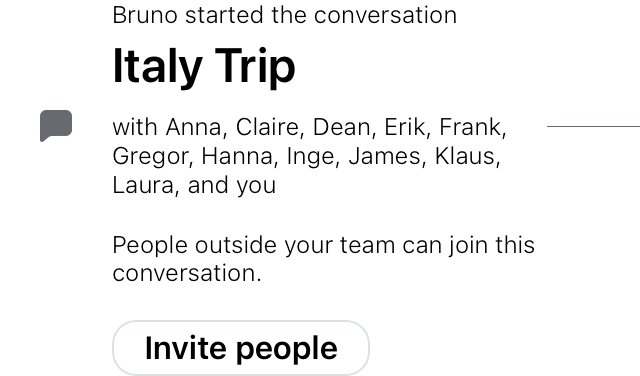 Bruno started the conversation
Italy Trip
with Anna, Claire, Dean, Erik, Frank,
Gregor, Hanna, Inge, James, Klaus,
Laura, and you
People outside your team can join this
conversation.
Invite people